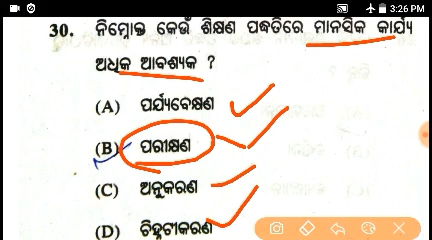 3:26 PM
30. ନିମ୍ନୋକ୍ତ କେଉଁ ଶିକ୍ଷଣ ପଦ୍ଧତିରେ ମାନସିକ କାର୍ଯ୍ୟ
ଅଧିକ ଆବଶ୍ୟକ ?
(A) ପର୍ଯ୍ୟବେକ୍ଷଣ
(B) ପରୀକ୍ଷଣ
(C) ଅନୁକରଣ
(D) ଚିହ୍ନଟୀକରଣ